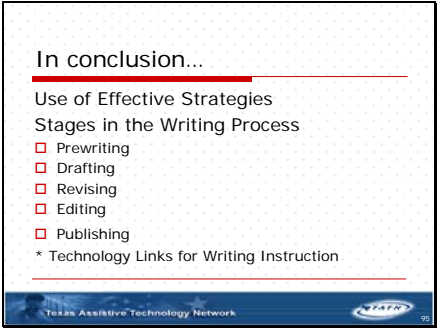 In conclusion…
Use of Effective Strategies
Stages in the Writing Process
Prewriting
Drafting
Revising
Editing
Publishing
* Technology Links for Writing Instruction
Texas Assistive Technology Network
TATN
95